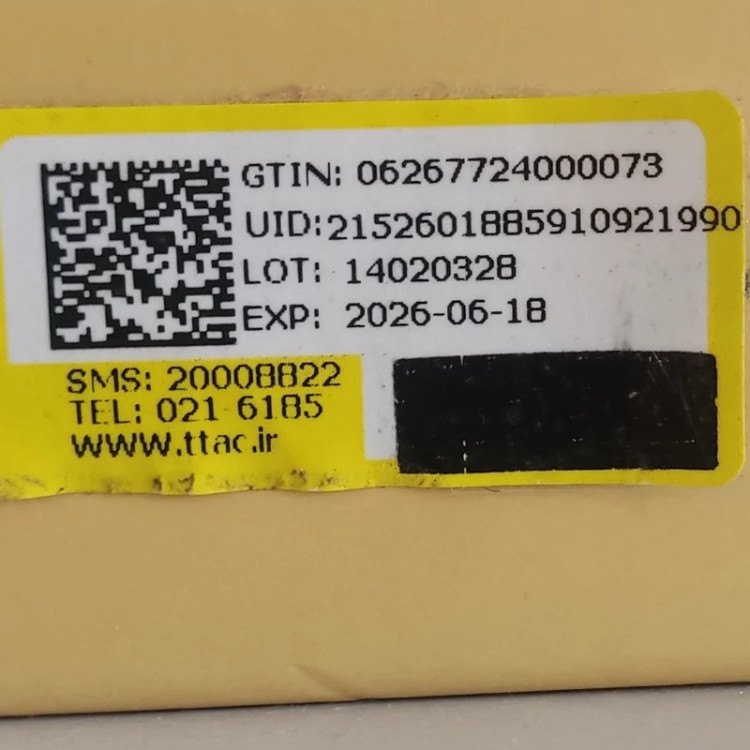 GTIN: 06267724000073
UID:2152601885910921990
LOT: 14020328
EXP: 2026-06-18
SMS: 20008822
TEL: 021 6185
www.ttac.ir